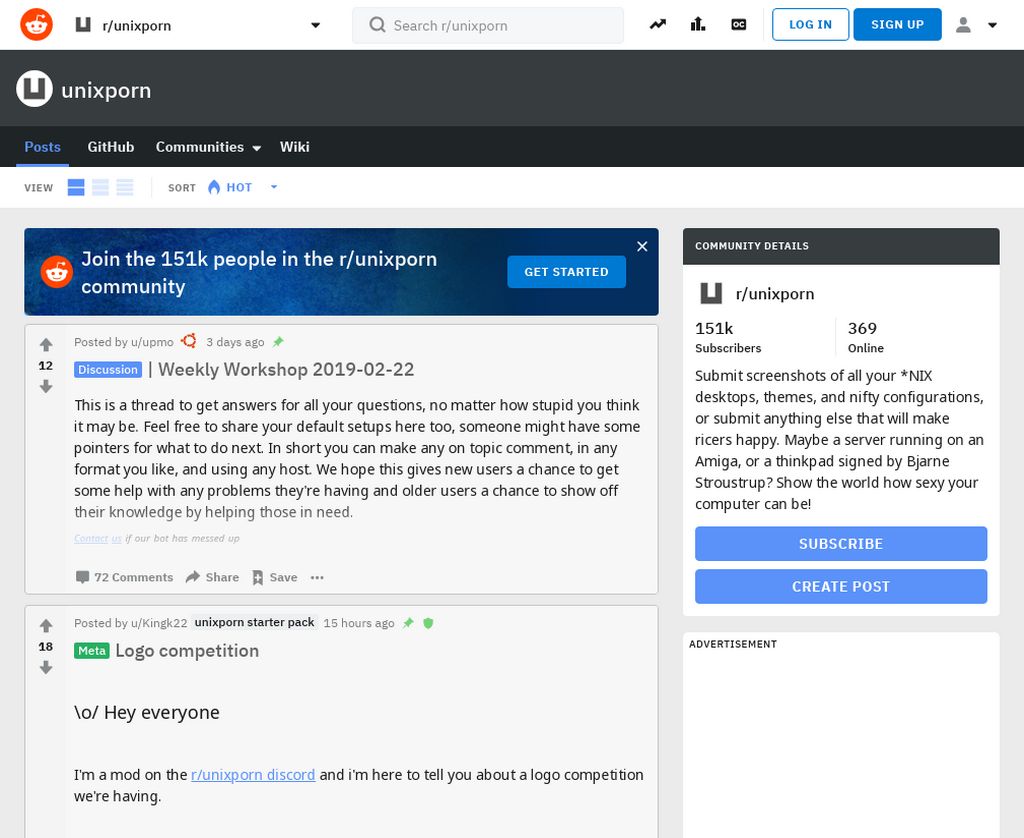 r/unixporn
Search r/unixporn
LOG IN
SIGN UP
unixporn
Posts
GitHub
Communities
Wiki
VIEW
SORT
HOT
Join the 151k people in the r/unixporn
community
GET STARTED
Posted by u/upmo 3 days ago
12
Discussion | Weekly Workshop 2019-02-22
This is a thread to get answers for all your questions, no matter how stupid you think
it may be. Feel free to share your default setups here too, someone might have some
pointers for what to do next. In short you can make any on topic comment, in any
format you like, and using any host. We hope this gives new users a chance to get
some help with any problems they're having and older users a chance to show off
their knowledge by helping those in need.
Contact us if our bot has messed up
72 Comments
Share
Save
Posted by u/Kingk22 unixporn starter pack 15 hours ago
18
Meta Logo competition
\o/ Hey everyone
I'm a mod on the r/unixporn discord and i'm here to tell you about a logo competition
we're having.
COMMUNITY DETAILS
r/unixporn
151k
Subscribers
369
Online
Submit screenshots of all your *NIX
desktops, themes, and nifty configurations,
or submit anything else that will make
ricers happy. Maybe a server running on an
Amiga, or a thinkpad signed by Bjarne
Stroustrup? Show the world how sexy your
computer can be!
SUBSCRIBE
CREATE POST
ADVERTISEMENT